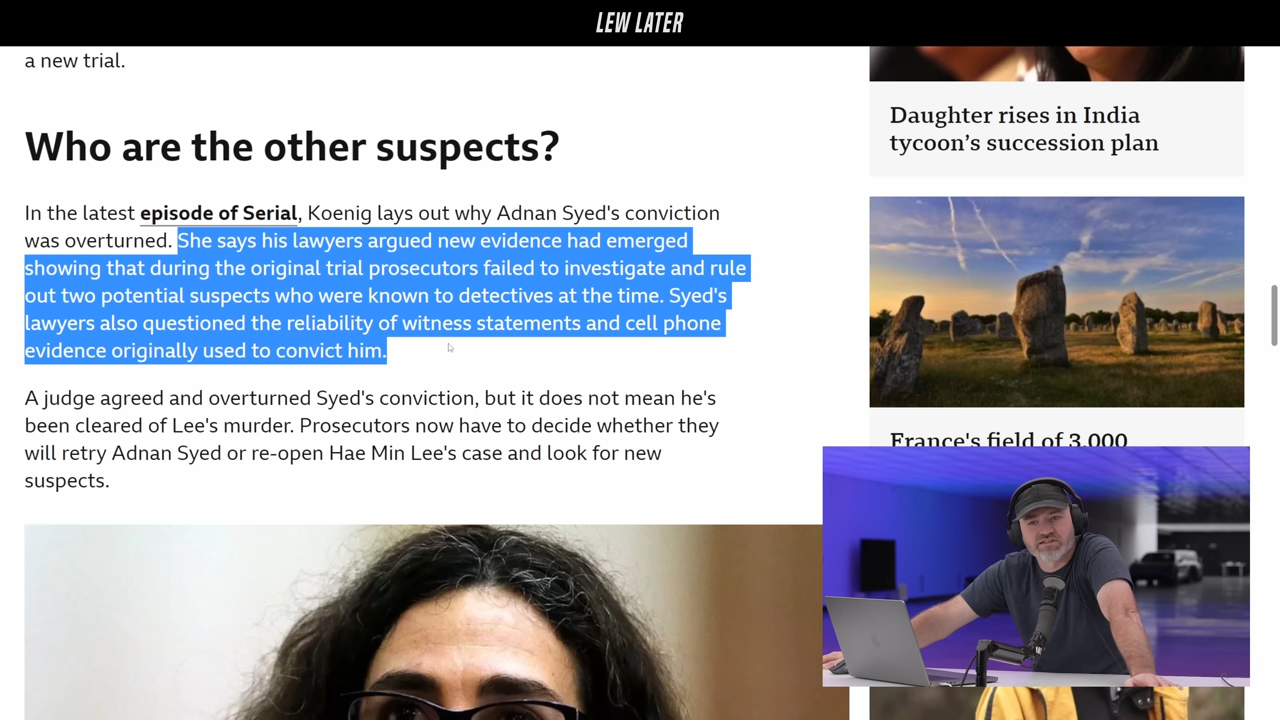 LEW LATER
a new trial.
Who are the other suspects?
In the latest episode of Serial, Koenig lays out why Adnan Syed's conviction
was overturned. She says his lawyers argued new evidence had emerged
showing that during the original trial prosecutors failed to investigate and rule
out two potential suspects who were known to detectives at the time. Syed's
lawyers also questioned the reliability of witness statements and cell phone
evidence originally used to convict him.
A judge agreed and overturned Syed's conviction, but it does not mean he's
been cleared of Lee's murder. Prosecutors now have to decide whether they
will retry Adnan Syed or re-open Hae Min Lee's case and look for new
suspects.
Daughter rises in India
tycoon’s succession plan
France's field of 3,000